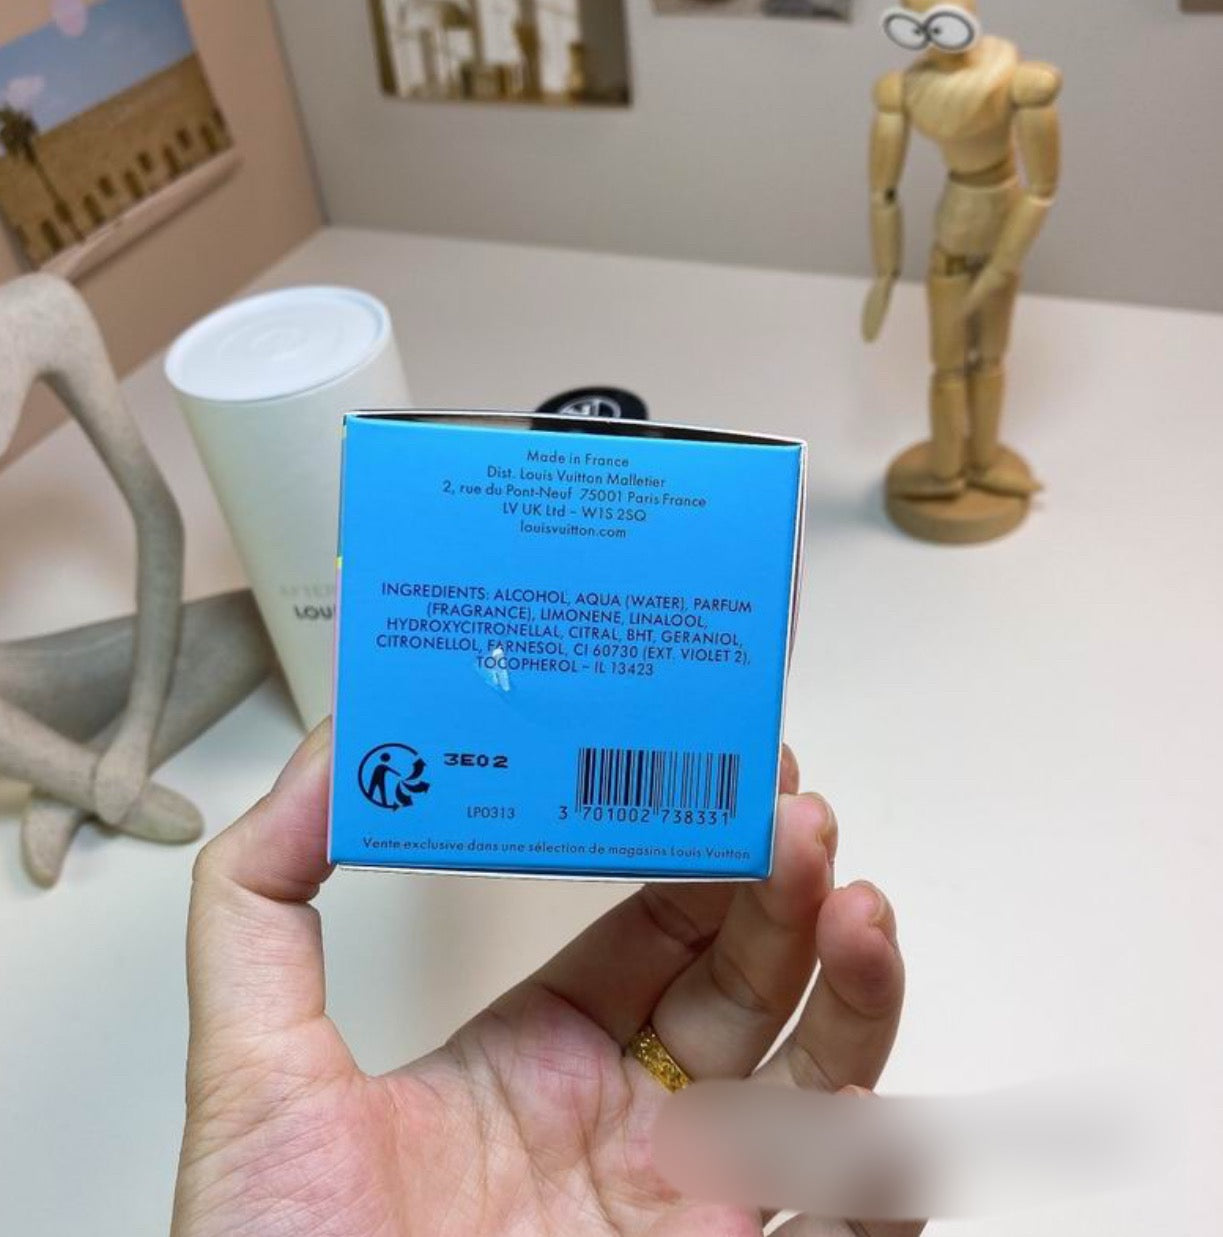 Made in France
Dist. Louis Vuitton Malletier
2, rue du Pont-Neuf 75001 Paris France
LV UK Ltd – W1S 2SQ
louisvuitton.com
INGREDIENTS: ALCOHOL, AQUA (WATER), PARFUM
(FRAGRANCE), LIMONENE, LINALOOL,
HYDROXYCITRONELLAL, CITRAL, BHT, GERANIOL,
CITRONELLOL, FARNESOL, CI 60730 (EXT. VIOLET 2),
TOCOPHEROL – IL 13423
3E02
LP0313
3 701002 738331
Vente exclusive dans une sélection de magasins Louis Vuitton
LOU